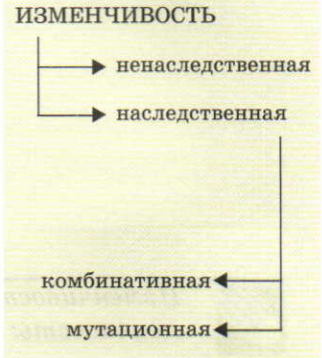 ИЗМЕНЧИВОСТЬ
ненаследственная
наследственная
комбинативная
мутационная